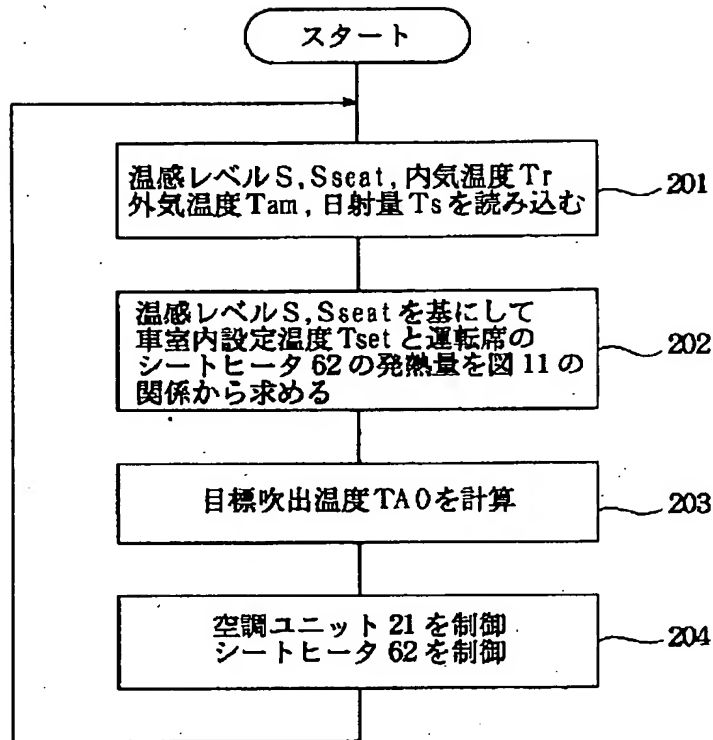 スタート
温感レベルS,Sseat,内気温度Tr
外気温度Tam,日射量Tsを読み込む
201
温感レベルS,Sseatを基にして
車室内設定温度Tsetと運転席の
シートヒータ62の発熱量を図11の
関係から求める
202
目標吹出温度TAOを計算
203
空調ユニット21を制御
シートヒータ62を制御
204